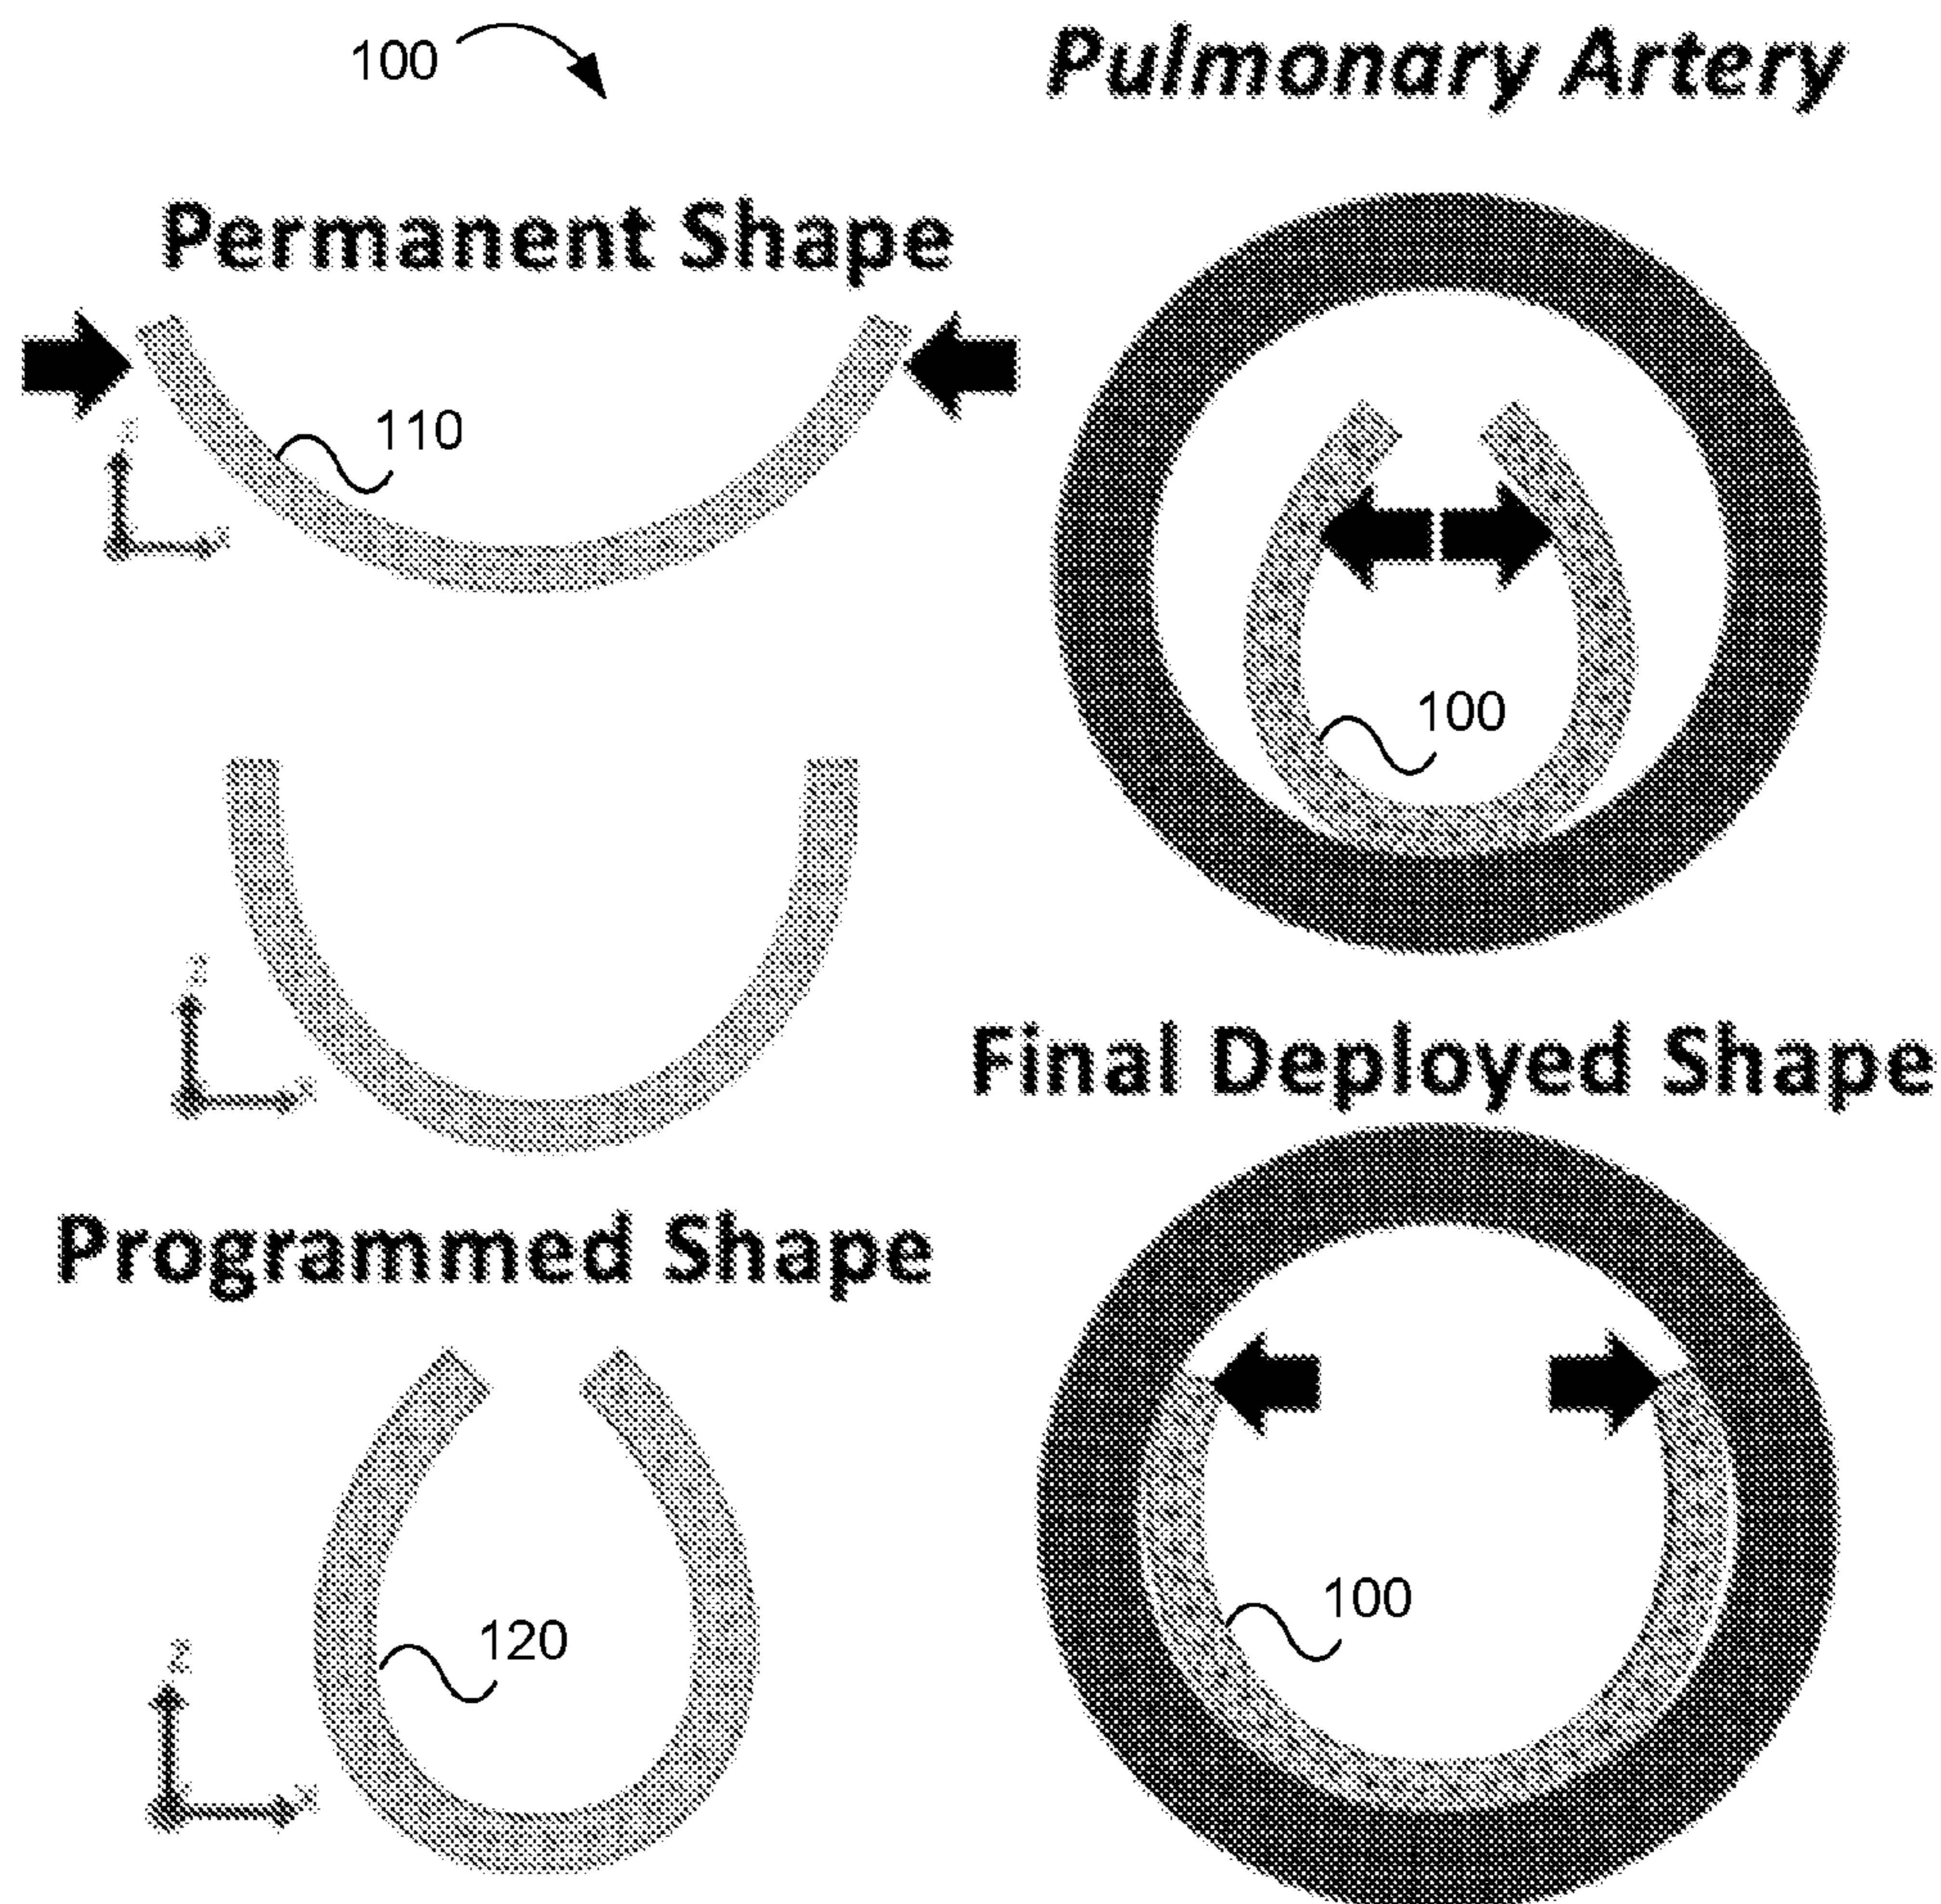 100
Pulmonary Artery
Permanent Shape
110
100
Final Deployed Shape
Programmed Shape
120
100